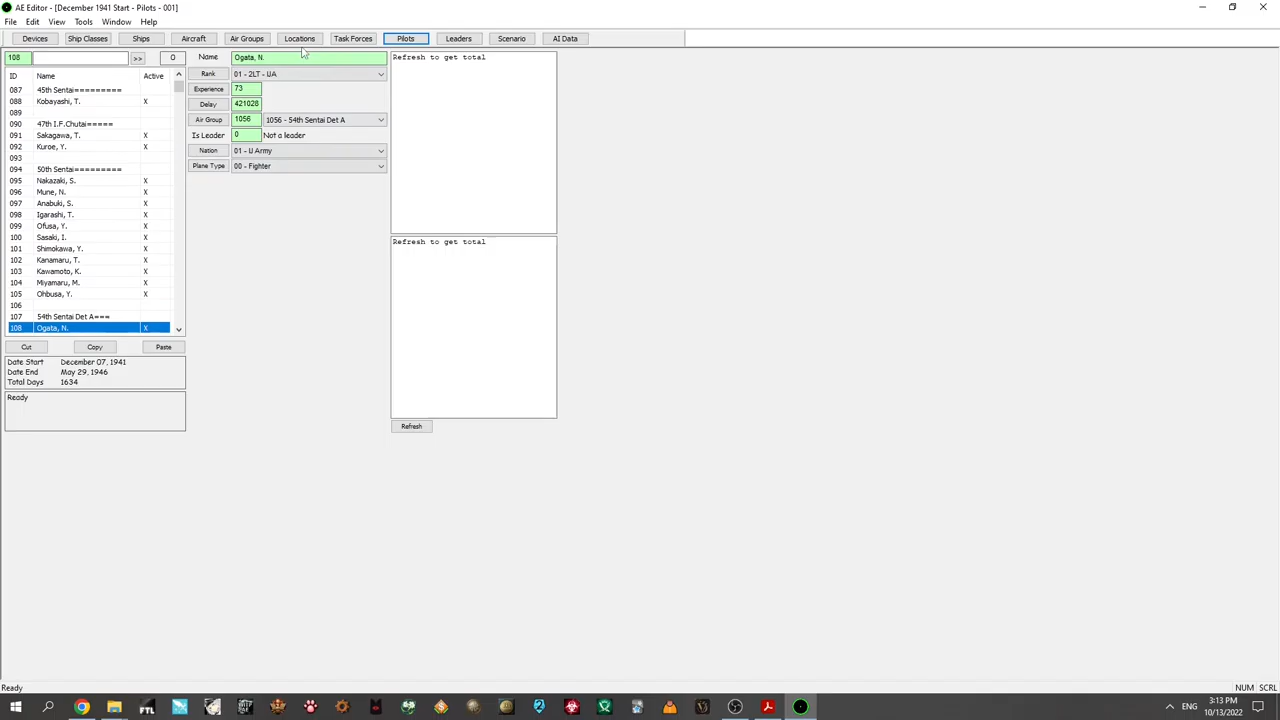 AE Editor - [December 1941 Start - Pilots - 001]
File Edit View Tools Window Help
Devices Ship Classes Ships Aircraft Air Groups Locations Task Forces Pilots Leaders Scenario AI Data
108 >> 0
ID Name Active
087 45th Sentai=========
088 Kobayashi, T. X
089
090 47th I.F.Chutai=====
091 Sakagawa, T. X
092 Kuroe, Y. X
093
094 50th Sentai=========
095 Nakazaki, S. X
096 Mune, N. X
097 Anabuki, S. X
098 Igarashi, T. X
099 Ofusa, Y. X
100 Sasaki, I. X
101 Shimokawa, Y. X
102 Kanamaru, T. X
103 Kawamoto, K. X
104 Miyamaru, M. X
105 Ohbusa, Y. X
106
107 54th Sentai Det A===
108 Ogata, N. X
Cut Copy Paste
Date Start December 07, 1941
Date End May 29, 1946
Total Days 1634
Ready
Name Ogata, N.
Rank 01 - 2LT - IJA
Experience 73
Delay 421028
Air Group 1056 1056 - 54th Sentai Det A
Is Leader 0 Not a leader
Nation 01 - IJ Army
Plane Type 00 - Fighter
Refresh to get total
Refresh to get total
Refresh
Ready NUM SCRL
FTL
ENG
3:13 PM
10/13/2022